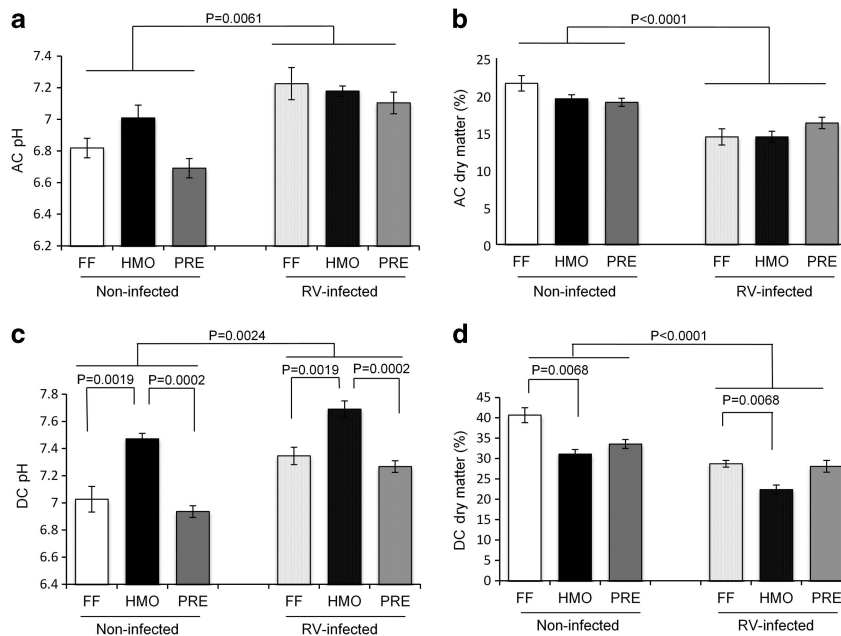 a
P=0.0061
7.4
7.2
7
6.8
6.6
6.4
6.2
AC pH
FF HMO PRE FF HMO PRE
Non-infected RV-infected
b
P<0.0001
25
20
15
10
5
0
AC dry matter (%)
FF HMO PRE FF HMO PRE
Non-infected RV-infected
c
P=0.0024
P=0.0019 P=0.0002 P=0.0019 P=0.0002
7.8
7.6
7.4
7.2
7
6.8
6.6
6.4
DC pH
FF HMO PRE FF HMO PRE
Non-infected RV-infected
d
P<0.0001
P=0.0068
P=0.0068
45
40
35
30
25
20
15
10
5
0
DC dry matter (%)
FF HMO PRE FF HMO PRE
Non-infected RV-infected